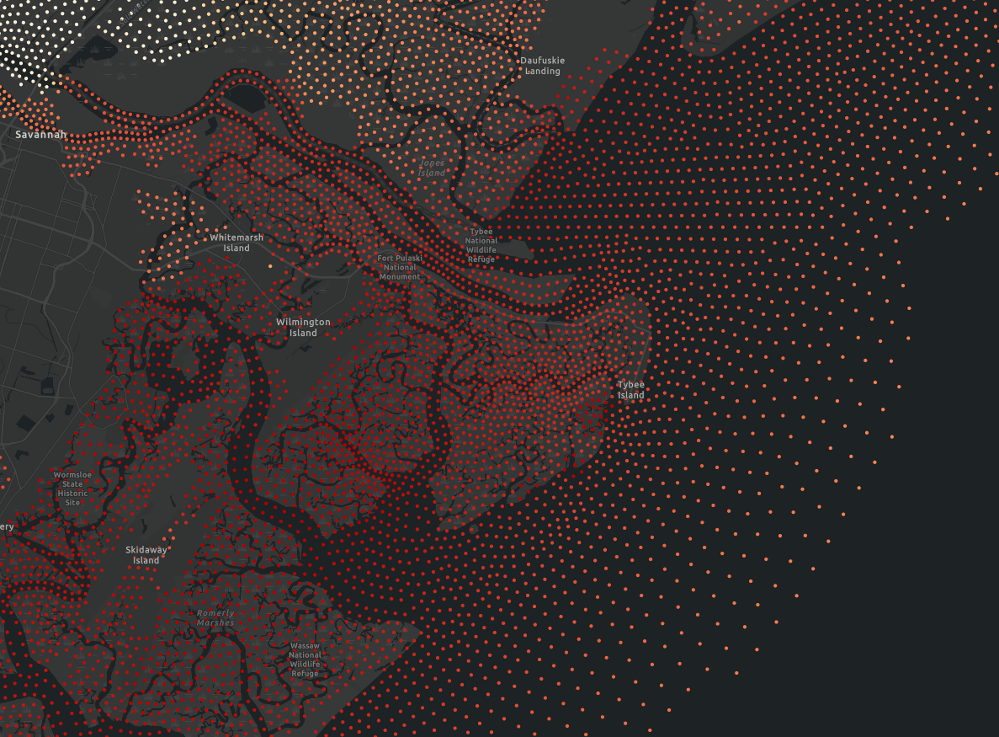 Daufuskie
Landing
Savannah
Jones
Island
Whitemarsh
Island
Tybee
National
Wildlife
Refuge
Fort Pulaski
National
Monument
Wilmington
Island
Tybee
Island
Wormsloe
State
Historic
Site
ery
Skidaway
Island
Romerly
Marshes
Wassaw
National
Wildlife
Refuge